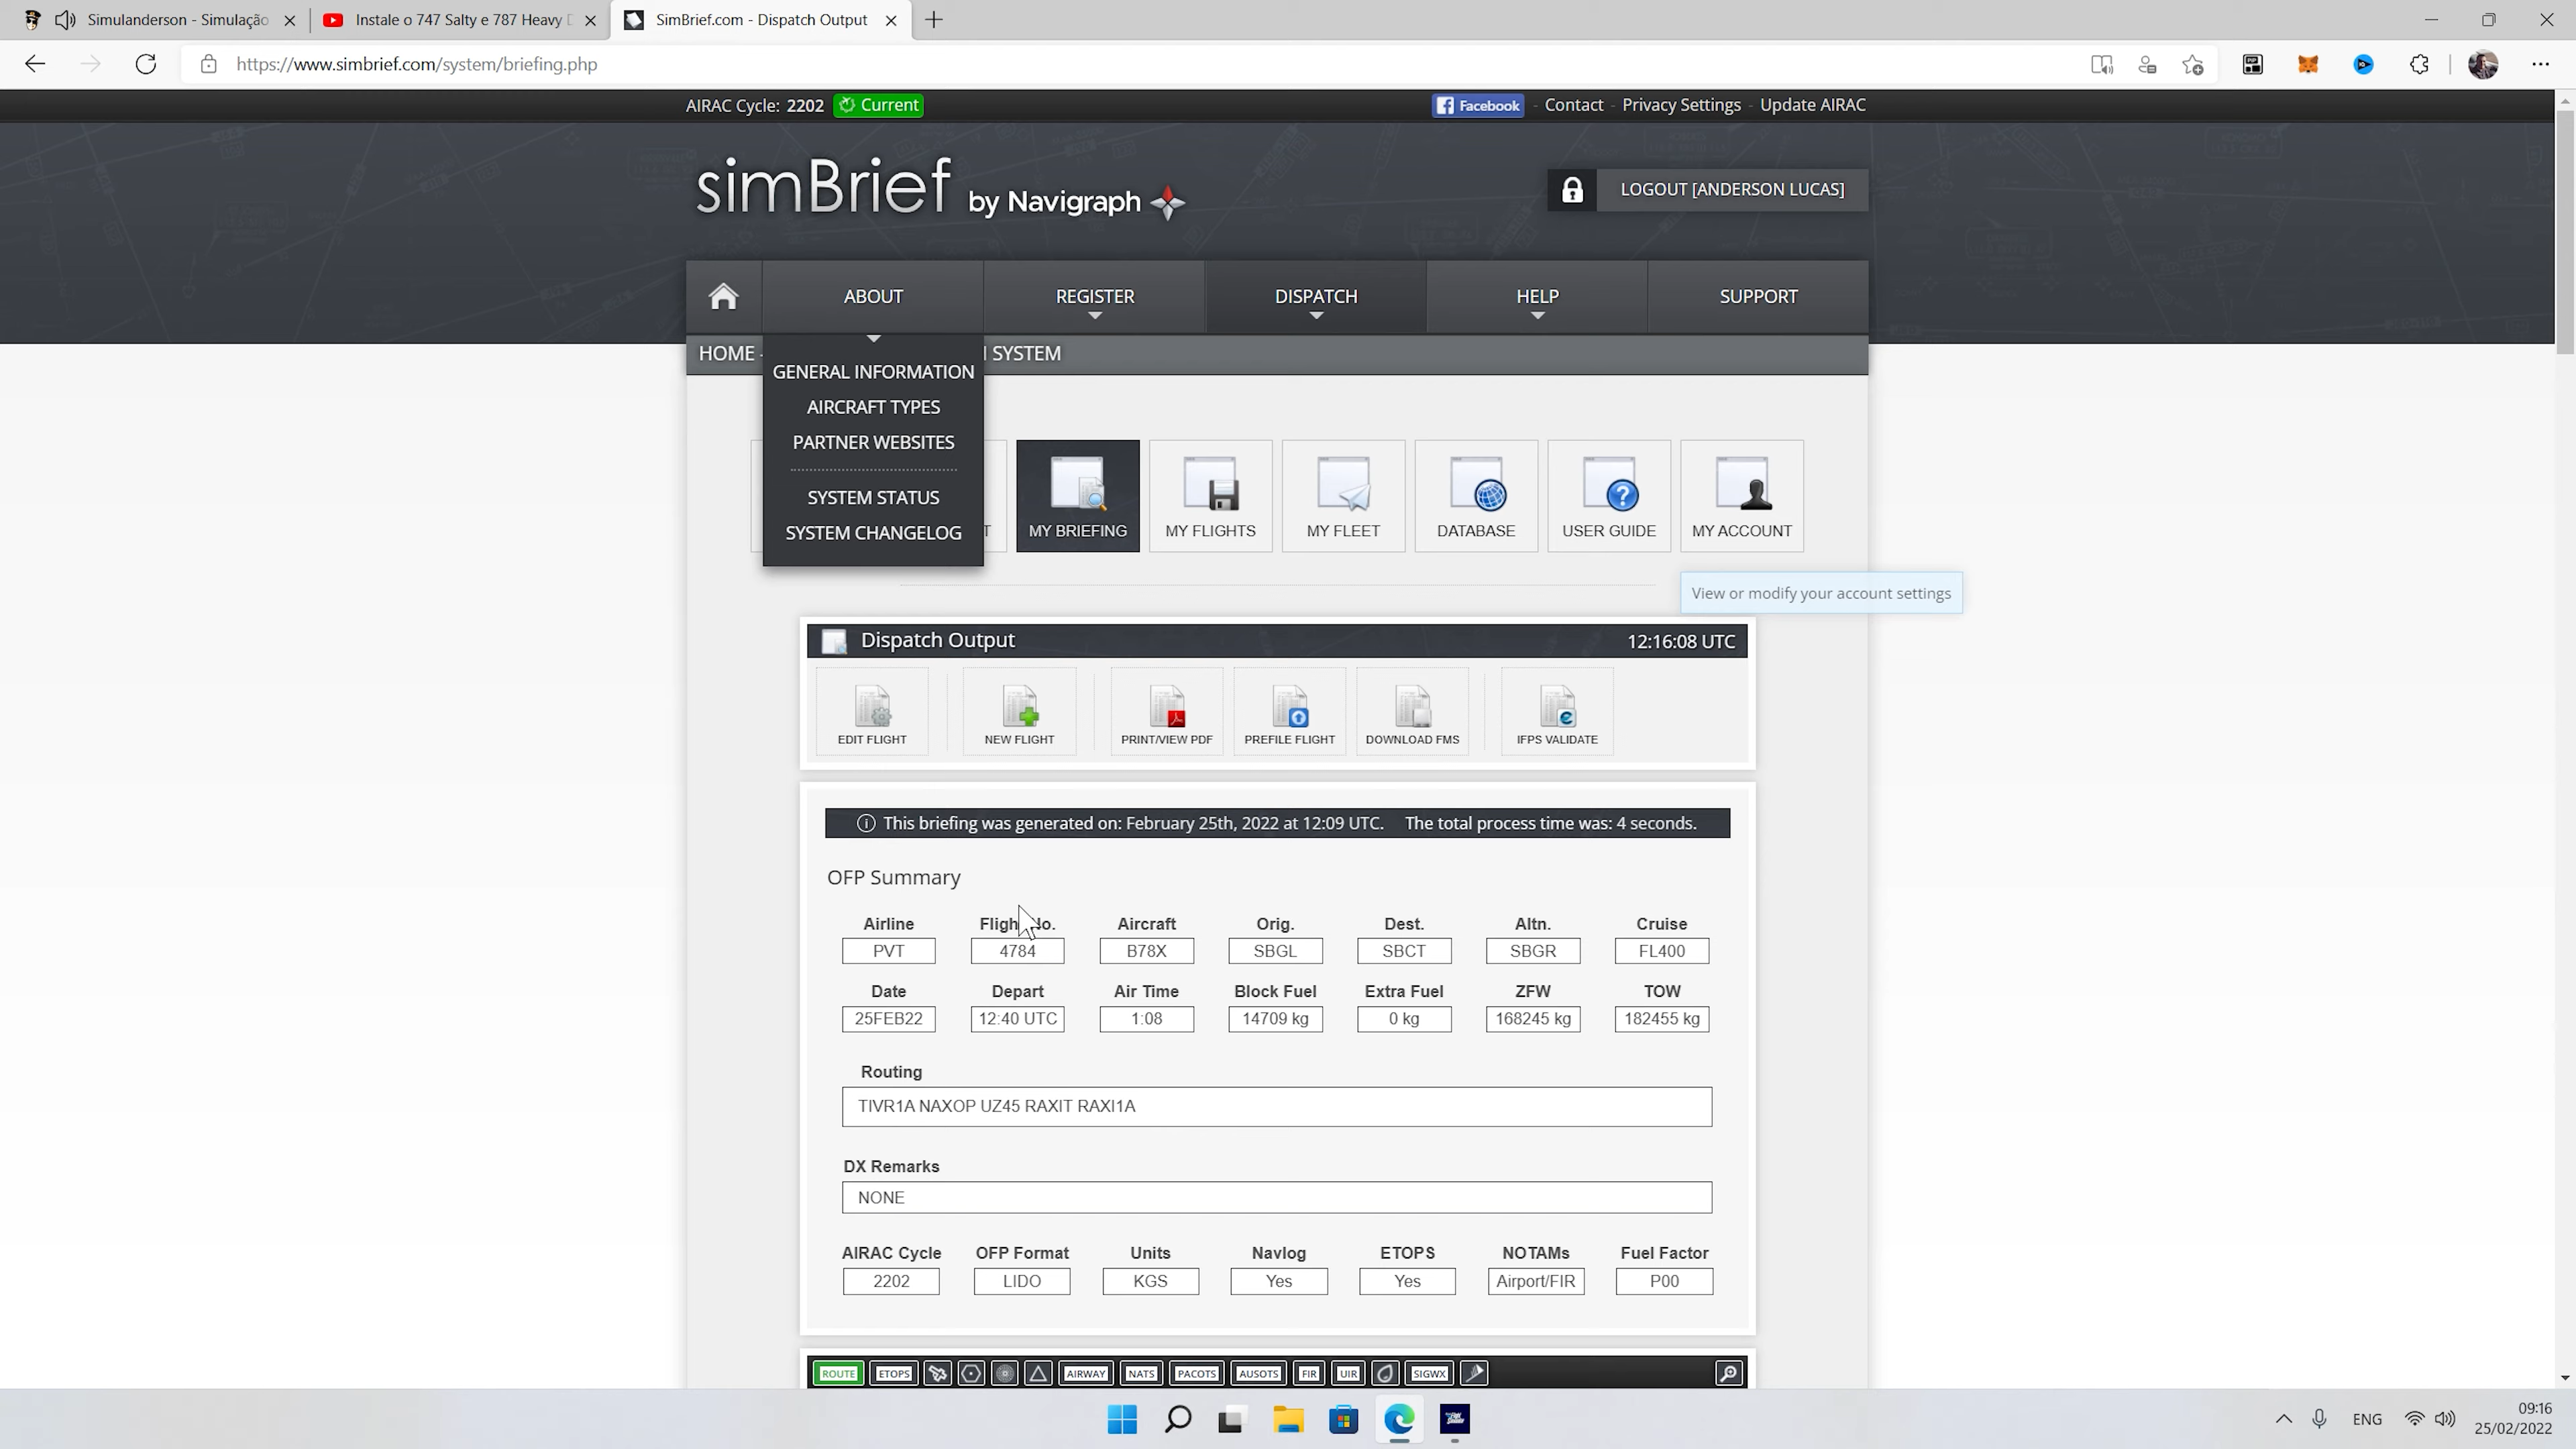 Simulanderson - Simulação
Instale o 747 Salty e 787 Heavy D
SimBrief.com - Dispatch Output
https://www.simbrief.com/system/briefing.php
AIRAC Cycle: 2202 Current
Facebook - Contact - Privacy Settings - Update AIRAC
simBrief by Navigraph
LOGOUT [ANDERSON LUCAS]
ABOUT REGISTER DISPATCH HELP SUPPORT
HOME - SYSTEM
GENERAL INFORMATION
AIRCRAFT TYPES
PARTNER WEBSITES
SYSTEM STATUS
SYSTEM CHANGELOG
MY BRIEFING MY FLIGHTS MY FLEET DATABASE USER GUIDE MY ACCOUNT
View or modify your account settings
Dispatch Output 12:16:08 UTC
EDIT FLIGHT NEW FLIGHT PRINT/VIEW PDF PREFILE FLIGHT DOWNLOAD FMS IFPS VALIDATE
This briefing was generated on: February 25th, 2022 at 12:09 UTC. The total process time was: 4 seconds.
OFP Summary
Airline Flight No. Aircraft Orig. Dest. Altn. Cruise
PVT 4784 B78X SBGL SBCT SBGR FL400
Date Depart Air Time Block Fuel Extra Fuel ZFW TOW
25FEB22 12:40 UTC 1:08 14709 kg 0 kg 168245 kg 182455 kg
Routing
TIVR1A NAXOP UZ45 RAXIT RAXI1A
DX Remarks
NONE
AIRAC Cycle OFP Format Units Navlog ETOPS NOTAMs Fuel Factor
2202 LIDO KGS Yes Yes Airport/FIR P00
ROUTE ETOPS AIRWAY NATS PACOTS AUSOTS FIR UIR SIGWX
ENG
09:16
25/02/2022